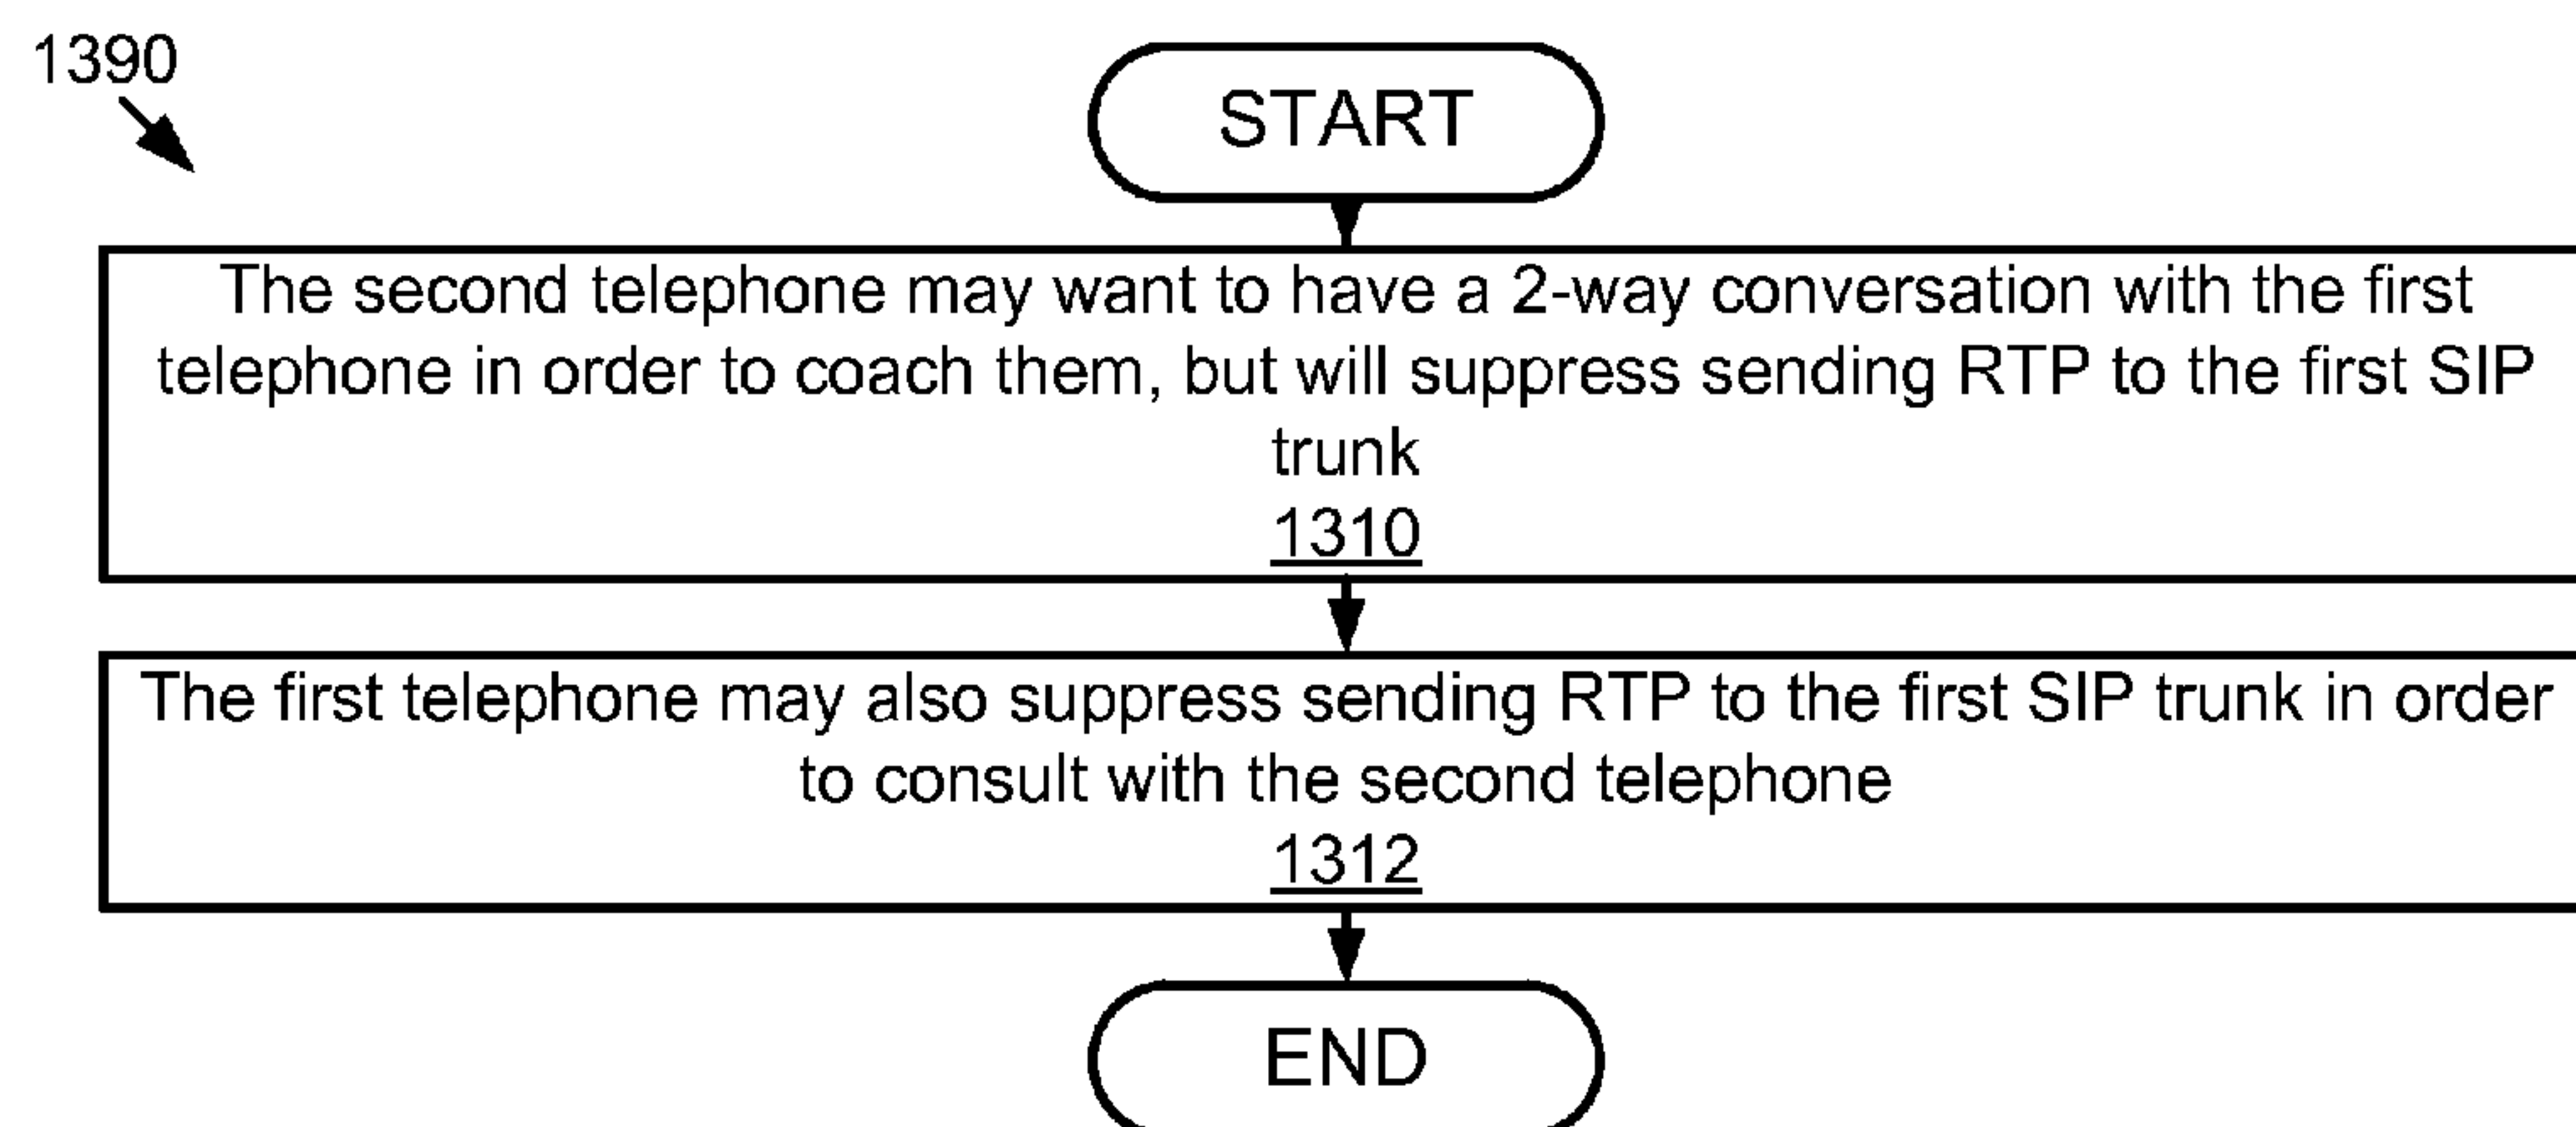 1390
START
The second telephone may want to have a 2-way conversation with the first
telephone in order to coach them, but will suppress sending RTP to the first SIP
trunk
1310
The first telephone may also suppress sending RTP to the first SIP trunk in order
to consult with the second telephone
1312
END